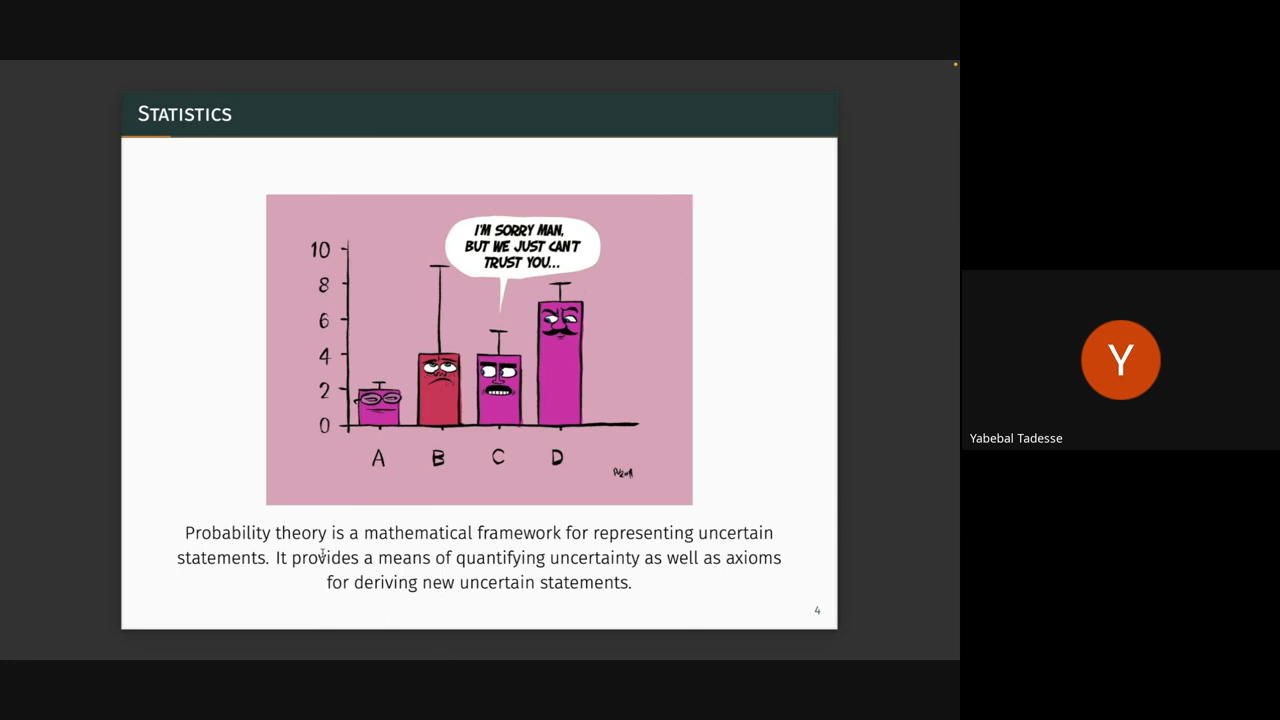 Statistics
I'M SORRY MAN,
BUT WE JUST CAN'T
TRUST YOU...
10
8
6
4
2
0
A B C D
Probability theory is a mathematical framework for representing uncertain
statements. It provides a means of quantifying uncertainty as well as axioms
for deriving new uncertain statements.
4
Y
Yabebal Tadesse